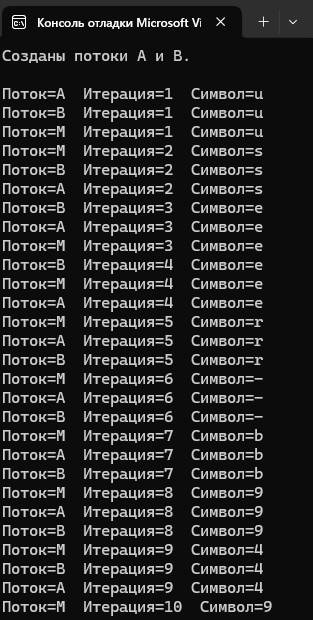 Консоль отладки Microsoft Vi
Созданы потоки A и B.
Поток=A  Итерация=1  Символ=u
Поток=B  Итерация=1  Символ=u
Поток=M  Итерация=1  Символ=u
Поток=M  Итерация=2  Символ=s
Поток=B  Итерация=2  Символ=s
Поток=A  Итерация=2  Символ=s
Поток=B  Итерация=3  Символ=e
Поток=A  Итерация=3  Символ=e
Поток=M  Итерация=3  Символ=e
Поток=B  Итерация=4  Символ=e
Поток=M  Итерация=4  Символ=e
Поток=A  Итерация=4  Символ=e
Поток=M  Итерация=5  Символ=r
Поток=A  Итерация=5  Символ=r
Поток=B  Итерация=5  Символ=r
Поток=M  Итерация=6  Символ=-
Поток=A  Итерация=6  Символ=-
Поток=B  Итерация=6  Символ=-
Поток=M  Итерация=7  Символ=b
Поток=A  Итерация=7  Символ=b
Поток=B  Итерация=7  Символ=b
Поток=M  Итерация=8  Символ=9
Поток=A  Итерация=8  Символ=9
Поток=B  Итерация=8  Символ=9
Поток=M  Итерация=9  Символ=4
Поток=B  Итерация=9  Символ=4
Поток=A  Итерация=9  Символ=4
Поток=M  Итерация=10  Символ=9